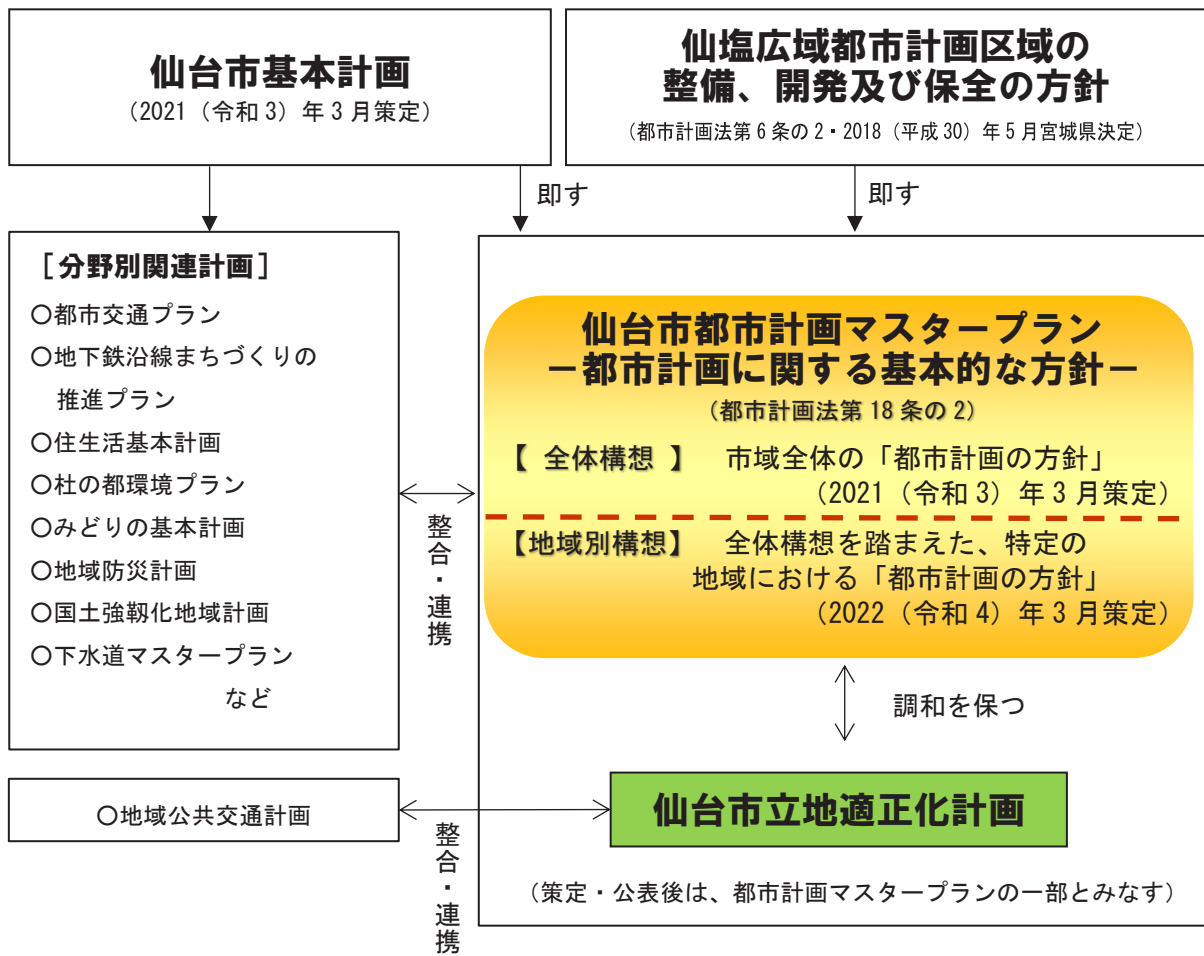 仙台市基本計画
（2021（令和3）年3月策定）
仙塩広域都市計画区域の
整備、開発及び保全の方針
（都市計画法第6条の2・2018（平成30）年5月宮城県決定）
即す
即す
［分野別関連計画］
〇都市交通プラン
〇地下鉄沿線まちづくりの
推進プラン
〇住生活基本計画
〇杜の都環境プラン
〇みどりの基本計画
〇地域防災計画
〇国土強靱化地域計画
〇下水道マスタープラン
など
整合・連携
仙台市都市計画マスタープラン
－都市計画に関する基本的な方針－
（都市計画法第18条の2）
【 全体構想 】 市域全体の「都市計画の方針」
（2021（令和3）年3月策定）
【地域別構想】 全体構想を踏まえた、特定の
地域における「都市計画の方針」
（2022（令和4）年3月策定）
調和を保つ
〇地域公共交通計画
整合・連携
仙台市立地適正化計画
（策定・公表後は、都市計画マスタープランの一部とみなす）